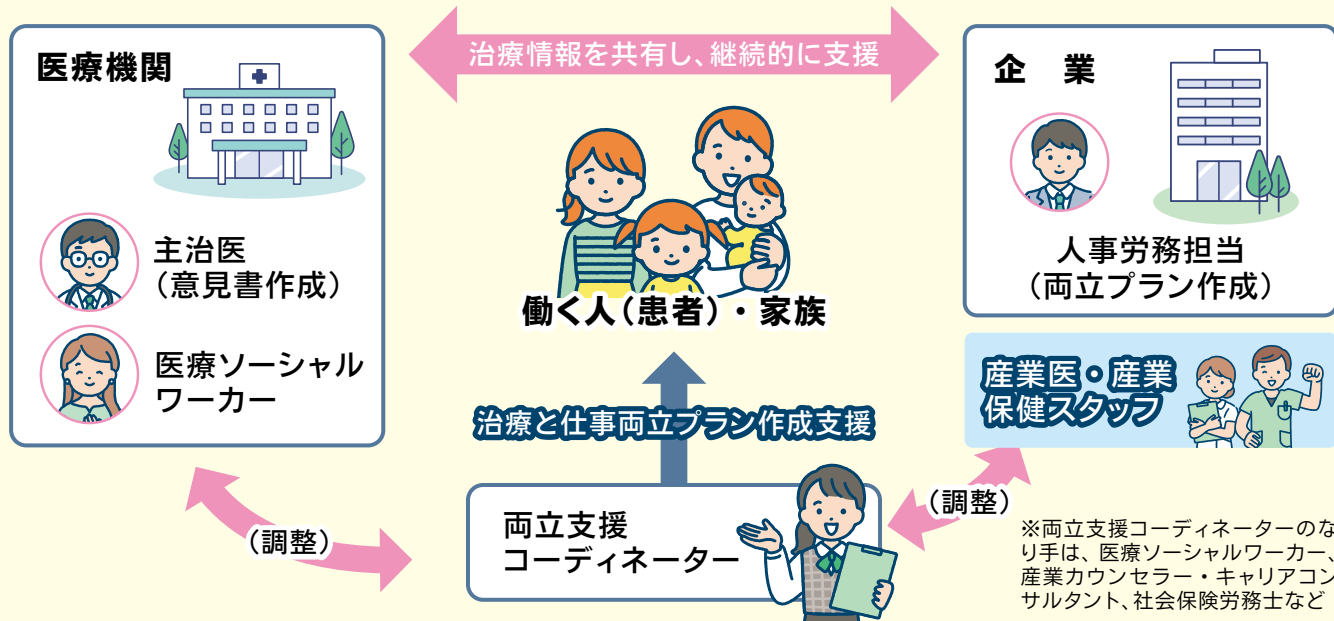 治療情報を共有し、継続的に支援
医療機関
主治医
（意見書作成）
医療ソーシャル
ワーカー
働く人（患者）・家族
企　業
人事労務担当
（両立プラン作成）
産業医・産業
保健スタッフ
治療と仕事両立プラン作成支援
両立支援
コーディネーター
（調整）
（調整）
※両立支援コーディネーターのな
り手は、医療ソーシャルワーカー、
産業カウンセラー・キャリアコン
サルタント、社会保険労務士など